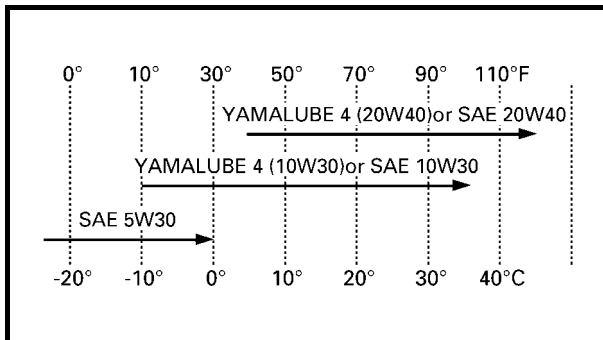 0° 10° 30° 50° 70° 90° 110°F
YAMALUBE 4 (20W40)or SAE 20W40
YAMALUBE 4 (10W30)or SAE 10W30
SAE 5W30
-20° -10° 0° 10° 20° 30° 40°C